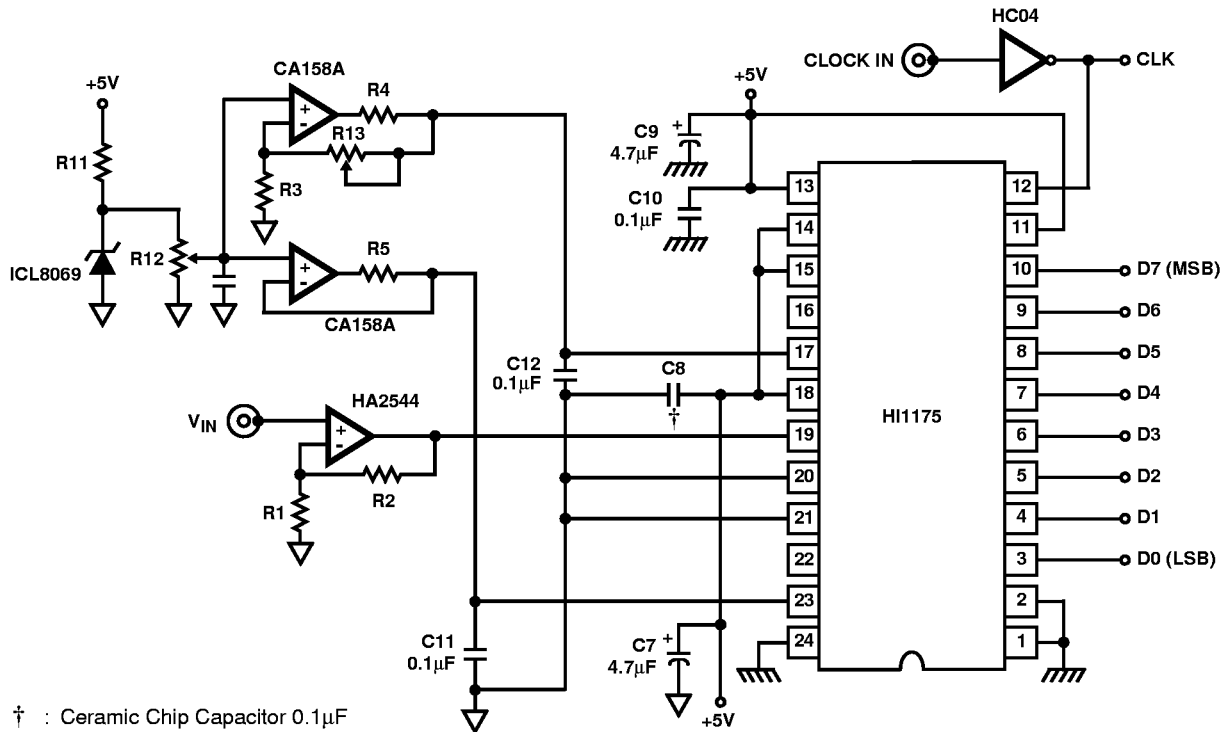 HC04
CLOCK IN
CLK
CA158A
+5V
R4
+5V
R13
C9
+
4.7μF
R11
R3
C10
0.1μF
13
12
14
11
ICL8069
R12
+
-
R5
15
10
D7 (MSB)
CA158A
16
9
D6
17
8
D5
C12
0.1μF
C8
†
18
7
D4
HI1175
HA2544
VIN
+
-
19
6
D3
R2
20
5
D2
R1
21
4
D1
22
3
D0 (LSB)
23
2
C11
0.1μF
C7
+
4.7μF
24
1
+5V
† : Ceramic Chip Capacitor 0.1μF
+
-